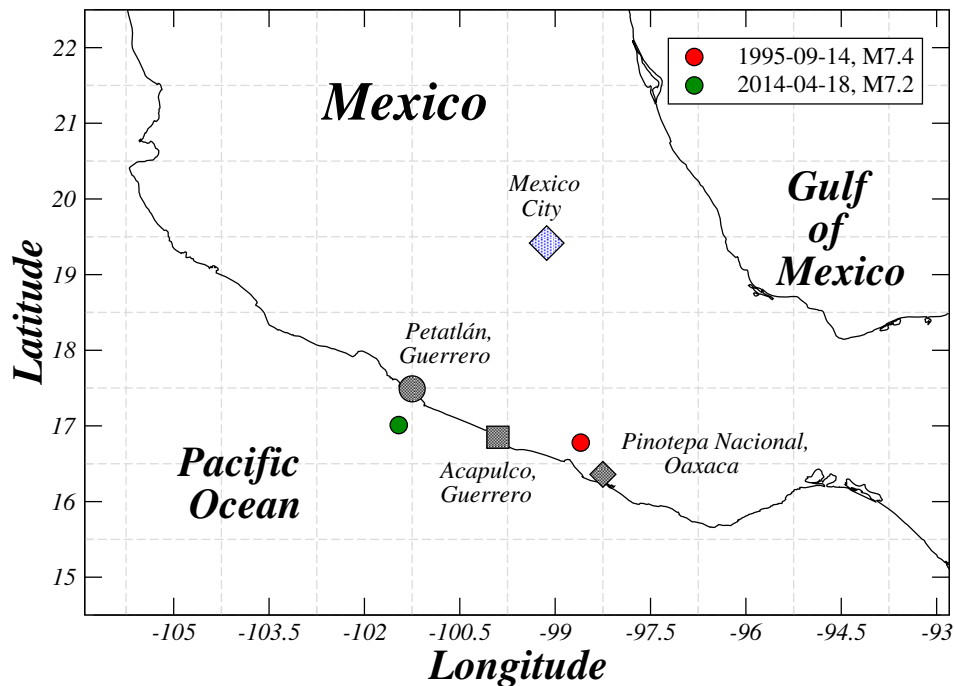 22
21
20
19
18
17
16
15
Latitude
Mexico
1995-09-14, M7.4
2014-04-18, M7.2
Mexico
City
Gulf
of
Mexico
Petatlán,
Guerrero
Pacific
Ocean
Acapulco,
Guerrero
Pinotepa Nacional,
Oaxaca
-105
-103.5
-102
-100.5
-99
-97.5
-96
-94.5
-93
Longitude